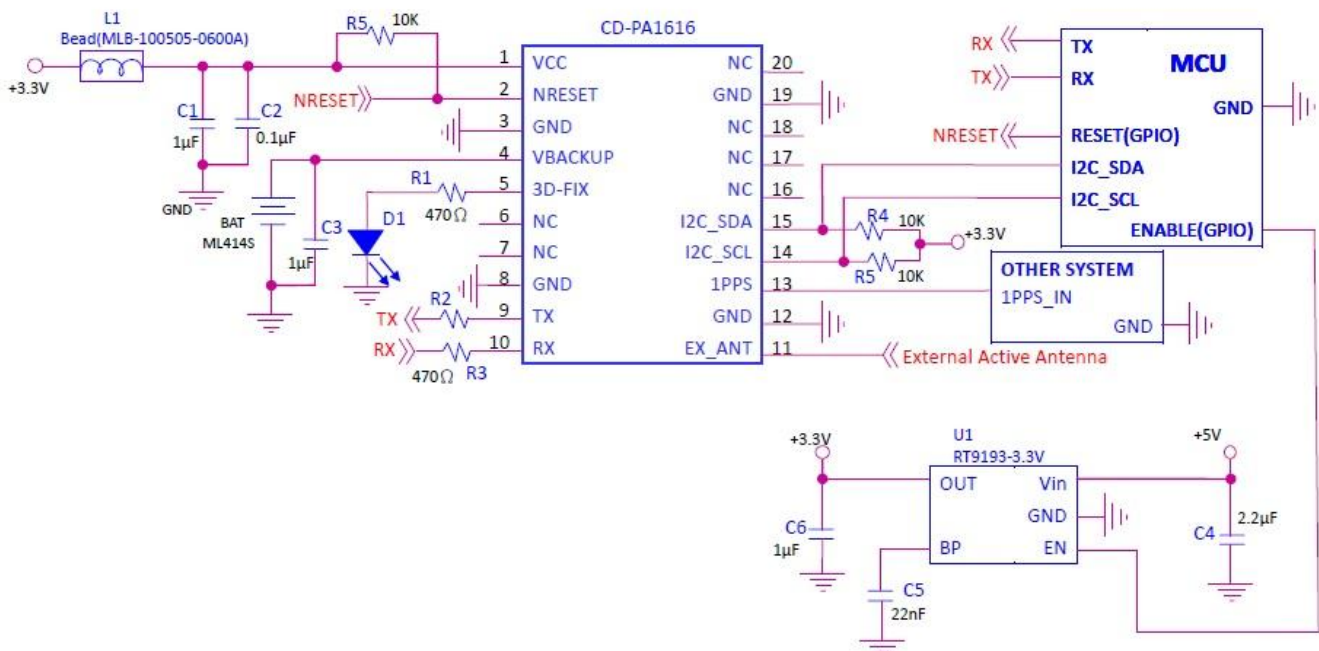 L1
Bead(MLB-100505-0600A)
+3.3V
C1
1µF
C2
0.1µF
GND
R5
10K
NRESET
BAT
ML414S
C3
1µF
D1
R1
470Ω
TX
R2
RX
470Ω
R3
CD-PA1616
1 VCC
2 NRESET
3 GND
4 VBACKUP
5 3D-FIX
6 NC
7 NC
8 GND
9 TX
10 RX
NC 20
GND 19
NC 18
NC 17
NC 16
I2C_SDA 15
I2C_SCL 14
1PPS 13
GND 12
EX_ANT 11
R4
10K
+3.3V
R5
10K
External Active Antenna
RX
TX
NRESET
MCU
TX
RX
GND
RESET(GPIO)
I2C_SDA
I2C_SCL
ENABLE(GPIO)
OTHER SYSTEM
1PPS_IN
GND
+3.3V
C6
1µF
C5
22nF
U1
RT9193-3.3V
OUT
Vin
GND
BP
EN
+5V
C4
2.2µF